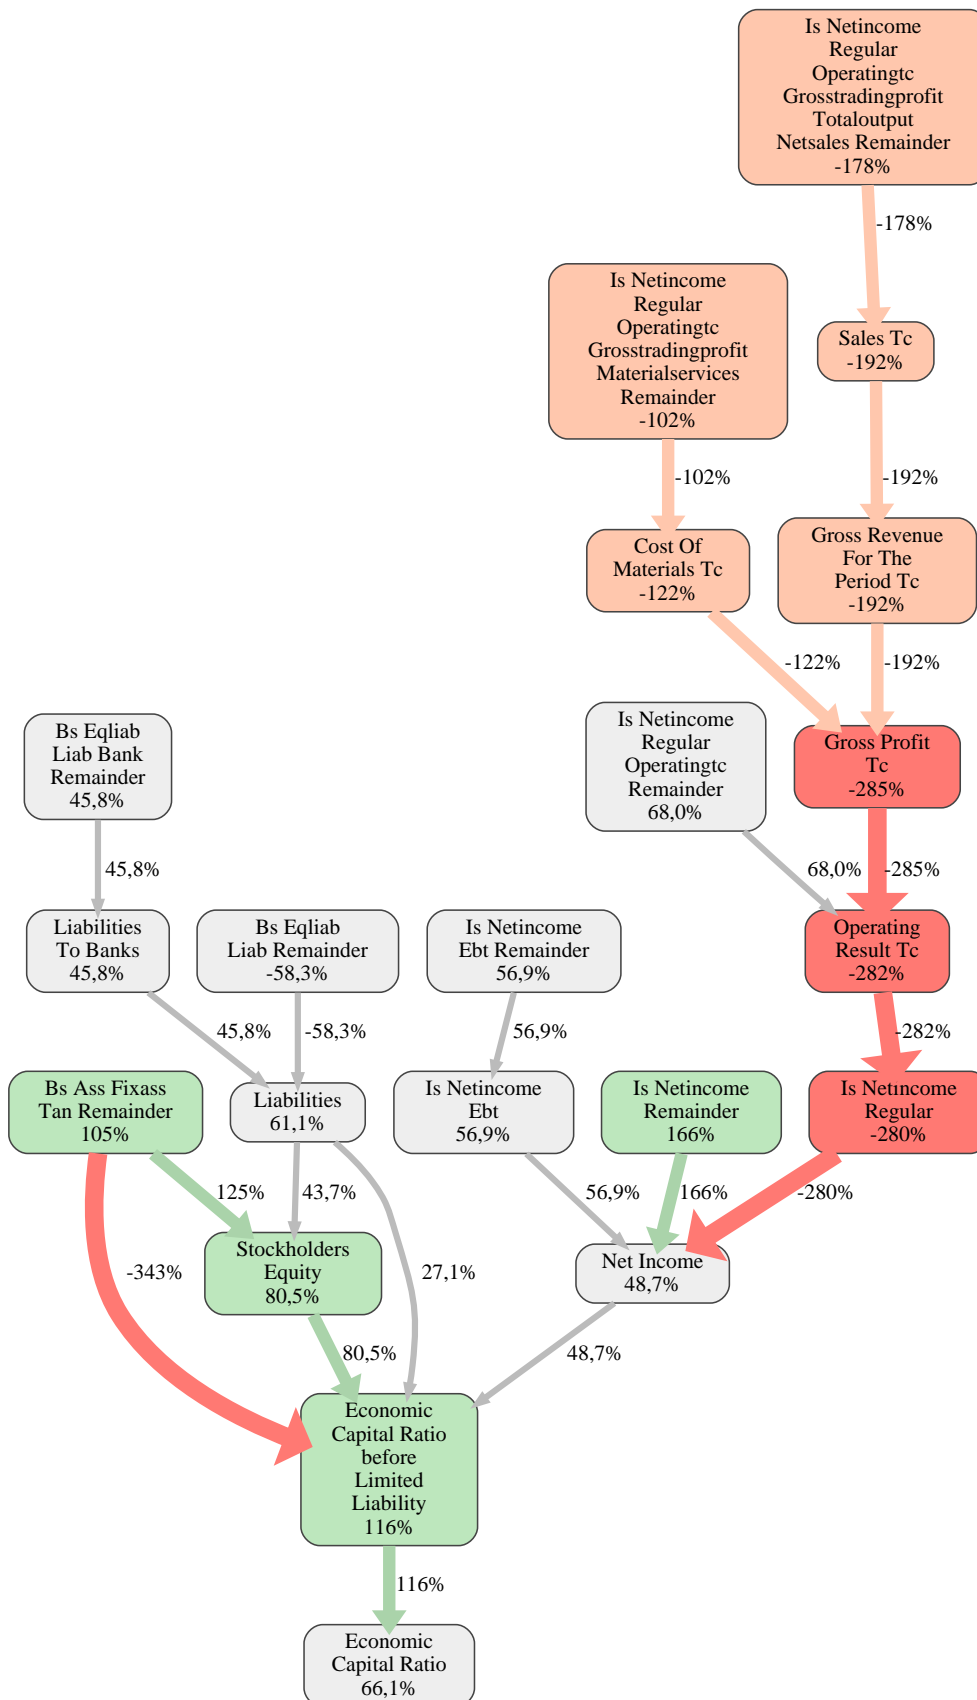 Is Netincome
Regular
Operatingtc
Grosstradingprofit
Totaloutput
Netsales Remainder
-178%
-178%
Is Netincome
Regular
Operatingtc
Grosstradingprofit
Materialservices
Remainder
-102%
Sales Tc
-192%
-102%
-192%
Cost Of
Materials Tc
-122%
Gross Revenue
For The
Period Tc
-192%
-122%
-192%
Bs Eqliab
Liab Bank
Remainder
45,8%
Is Netincome
Regular
Operatingtc
Remainder
68,0%
Gross Profit
Tc
-285%
45,8%
68,0%
-285%
Liabilities
To Banks
45,8%
Bs Eqliab
Liab Remainder
-58,3%
Is Netincome
Ebt Remainder
56,9%
Operating
Result Tc
-282%
45,8%
-58,3%
56,9%
-282%
Bs Ass Fixass
Tan Remainder
105%
Liabilities
61,1%
Is Netincome
Ebt
56,9%
Is Netincome
Remainder
166%
Is Netincome
Regular
-280%
125%
43,7%
56,9%
166%
-280%
Stockholders
Equity
80,5%
Net Income
48,7%
-343%
27,1%
80,5%
48,7%
Economic
Capital Ratio
before
Limited
Liability
116%
116%
Economic
Capital Ratio
66,1%